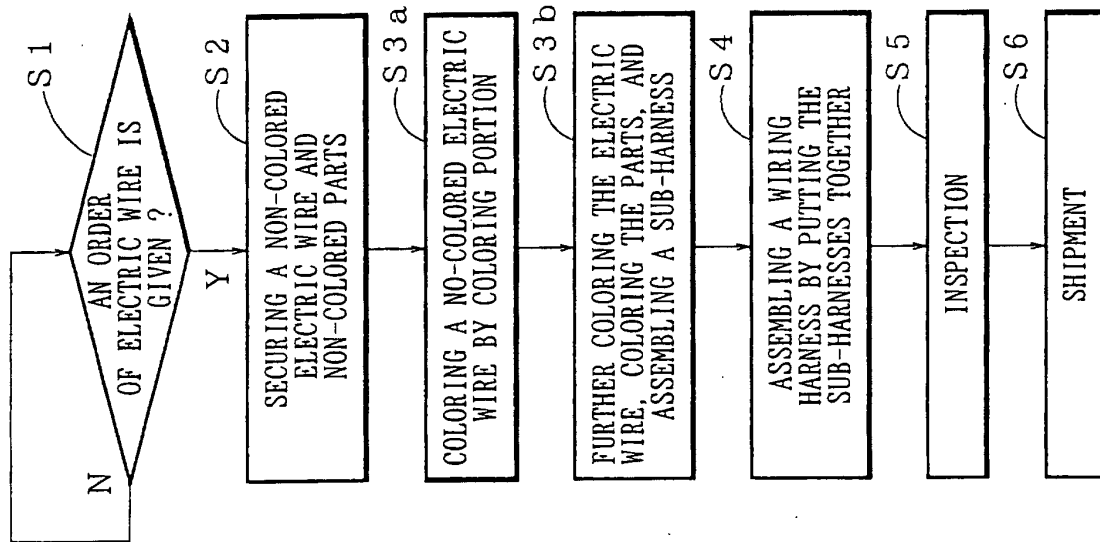 S1
AN ORDER
OF ELECTRIC WIRE IS
GIVEN ?
N
Y
S2
SECURING A NON-COLORED
ELECTRIC WIRE AND
NON-COLORED PARTS
S3a
COLORING A NO-COLORED ELECTRIC
WIRE BY COLORING PORTION
S3b
FURTHER COLORING THE ELECTRIC
WIRE, COLORING THE PARTS, AND
ASSEMBLING A SUB-HARNESS
S4
ASSEMBLING A WIRING
HARNESS BY PUTTING THE
SUB-HARNESSES TOGETHER
S5
INSPECTION
S6
SHIPMENT